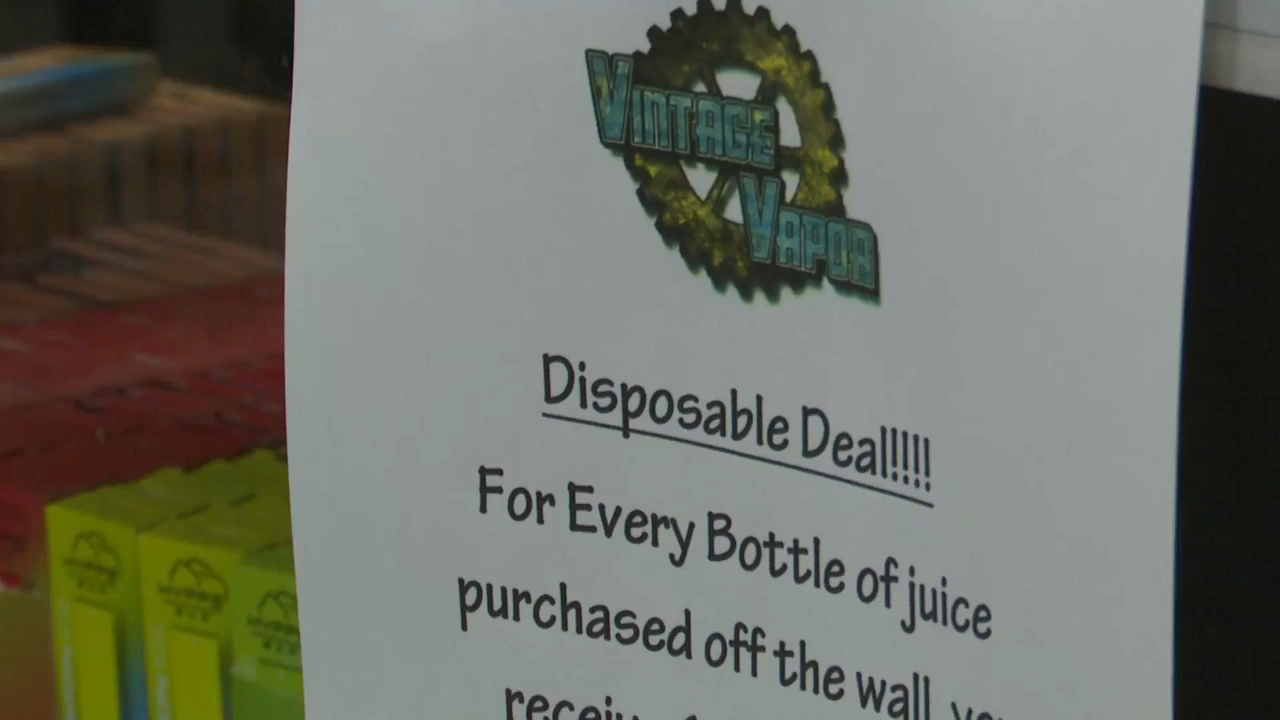 VINTAGE
VAPOR
Disposable Deal!!!!
For Every Bottle of juice
purchased off the wall